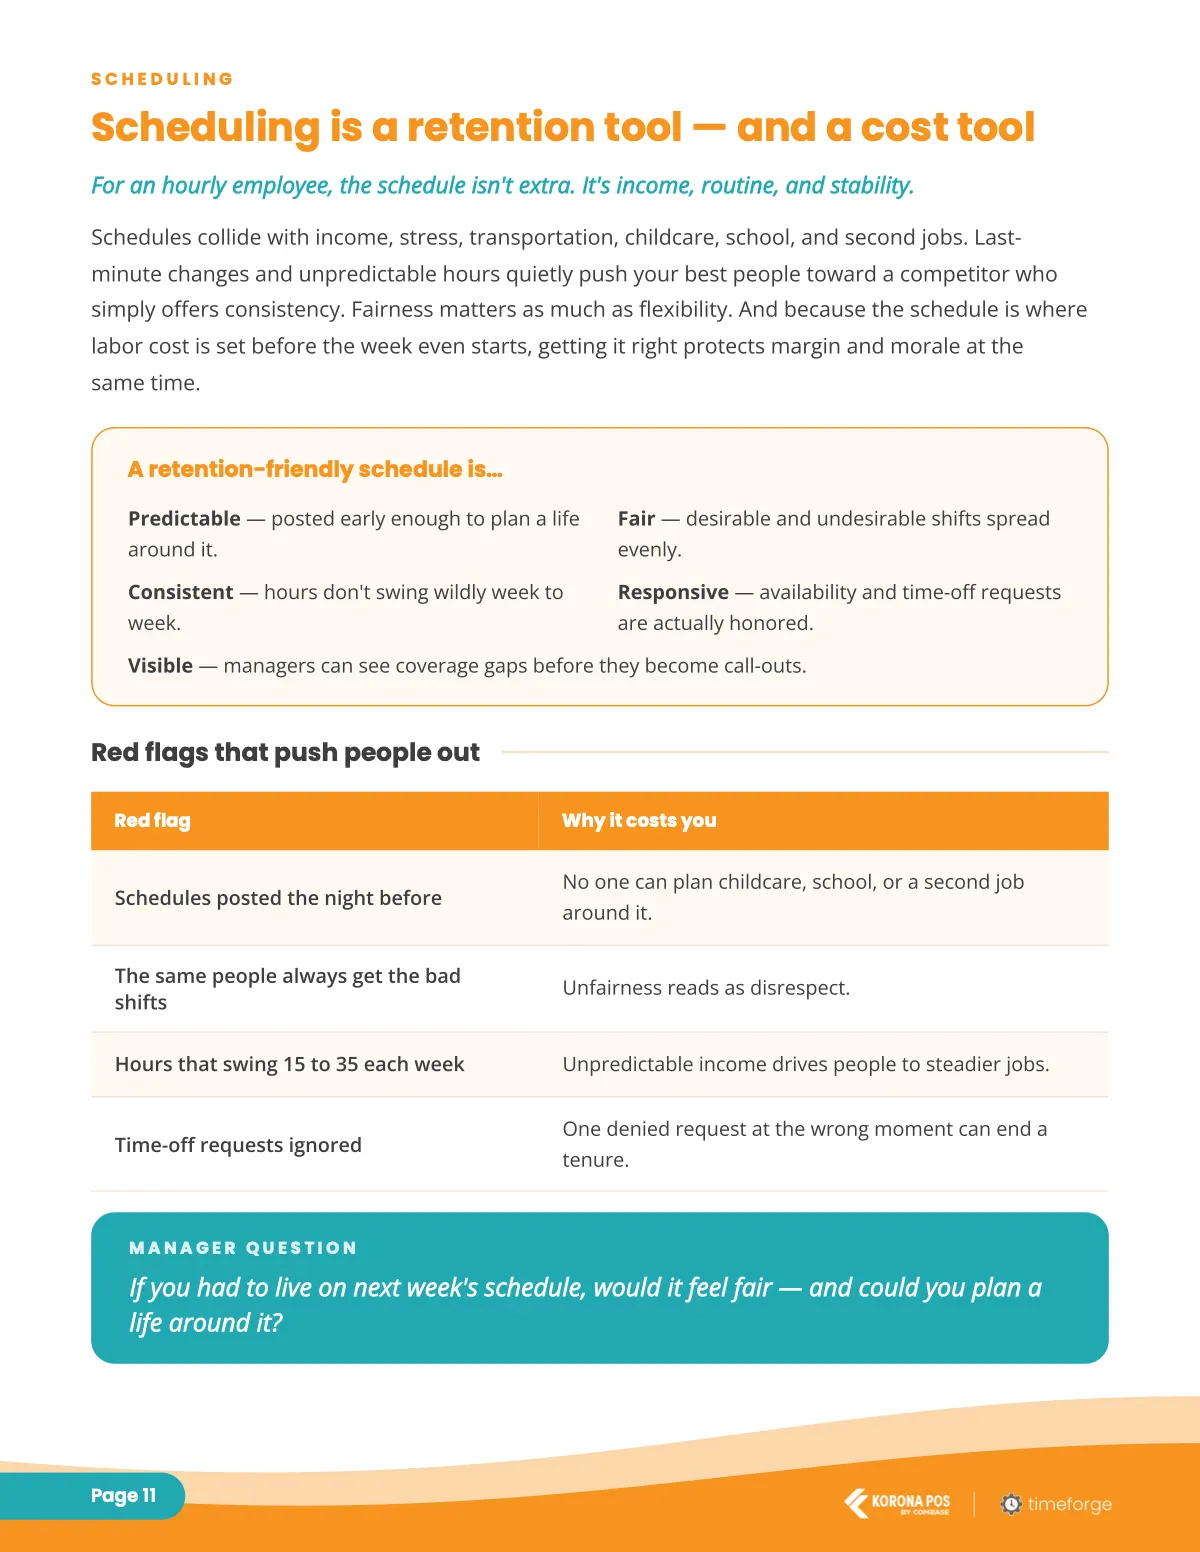 SCHEDULING
Scheduling is a retention tool — and a cost tool
For an hourly employee, the schedule isn't extra. It's income, routine, and stability.
Schedules collide with income, stress, transportation, childcare, school, and second jobs. Last-
minute changes and unpredictable hours quietly push your best people toward a competitor who
simply offers consistency. Fairness matters as much as flexibility. And because the schedule is where
labor cost is set before the week even starts, getting it right protects margin and morale at the
same time.
A retention-friendly schedule is…
Predictable — posted early enough to plan a life
around it.
Fair — desirable and undesirable shifts spread
evenly.
Consistent — hours don't swing wildly week to
week.
Responsive — availability and time-off requests
are actually honored.
Visible — managers can see coverage gaps before they become call-outs.
Red flags that push people out
Red flag
Why it costs you
Schedules posted the night before
No one can plan childcare, school, or a second job
around it.
The same people always get the bad
shifts
Unfairness reads as disrespect.
Hours that swing 15 to 35 each week
Unpredictable income drives people to steadier jobs.
Time-off requests ignored
One denied request at the wrong moment can end a
tenure.
MANAGER QUESTION
If you had to live on next week's schedule, would it feel fair — and could you plan a
life around it?
Page 11
KORONA POS
BY COMBASE
timeforge